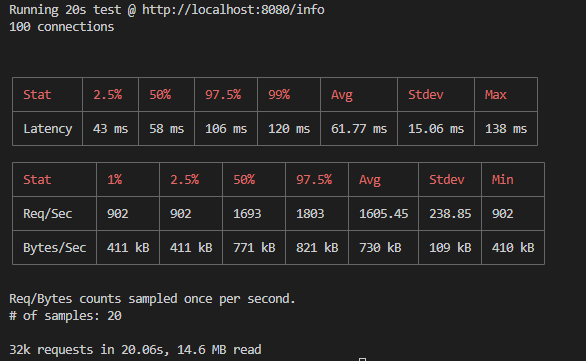 Running 20s test @ http://localhost:8080/info
100 connections
Stat 2.5% 50% 97.5% 99% Avg Stdev Max
Latency 43 ms 58 ms 106 ms 120 ms 61.77 ms 15.06 ms 138 ms
Stat 1% 2.5% 50% 97.5% Avg Stdev Min
Req/Sec 902 902 1693 1803 1605.45 238.85 902
Bytes/Sec 411 kB 411 kB 771 kB 821 kB 730 kB 109 kB 410 kB
Req/Bytes counts sampled once per second.
# of samples: 20
32k requests in 20.06s, 14.6 MB read